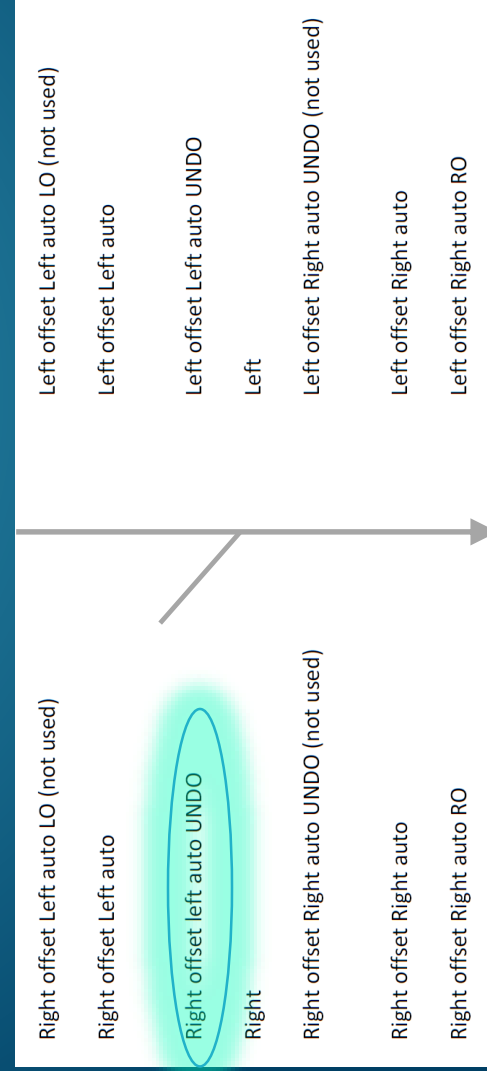 Left offset Left auto LO (not used)
Left offset Left auto
Left offset Left auto UNDO
Left
Left offset Right auto UNDO (not used)
Left offset Right auto
Left offset Right auto RO
Right offset Left auto LO (not used)
Right offset Left auto
Right offset left auto UNDO
Right
Right offset Right auto UNDO (not used)
Right offset Right auto
Right offset Right auto RO